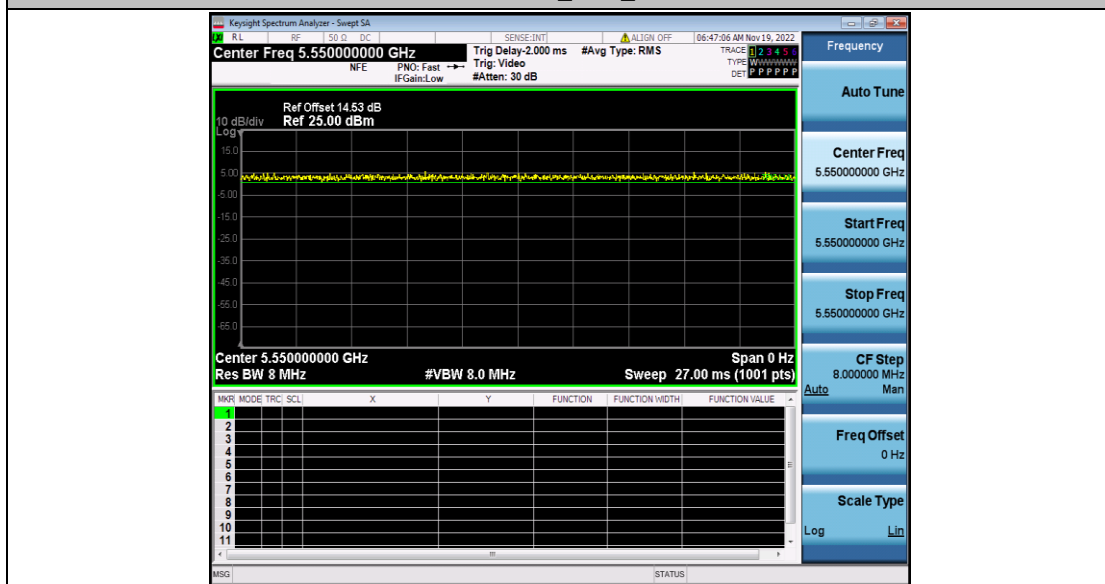 Keysight Spectrum Analyzer - Swept SA
RL RF 50 Ω DC SENSE:INT ALIGN OFF 06:47:06 AM Nov 19, 2022
Center Freq 5.550000000 GHz
NFE
PNO: Fast
IFGain:Low
Trig Delay-2.000 ms
Trig: Video
#Atten: 30 dB
#Avg Type: RMS
TRACE 1 2 3 4 5 6
TYPE
DET P P P P P P
Ref Offset 14.53 dB
10 dB/div Ref 25.00 dBm
Log
15.0
5.00
-5.00
-15.0
-25.0
-35.0
-45.0
-55.0
-65.0
Center 5.550000000 GHz Span 0 Hz
Res BW 8 MHz #VBW 8.0 MHz Sweep 27.00 ms (1001 pts)
MKR MODE TRC SCL X Y FUNCTION FUNCTION WIDTH FUNCTION VALUE
1
2
3
4
5
6
7
8
9
10
11
MSG STATUS
Frequency
Auto Tune
Center Freq
5.550000000 GHz
Start Freq
5.550000000 GHz
Stop Freq
5.550000000 GHz
CF Step
8.000000 MHz
Auto Man
Freq Offset
0 Hz
Scale Type
Log Lin